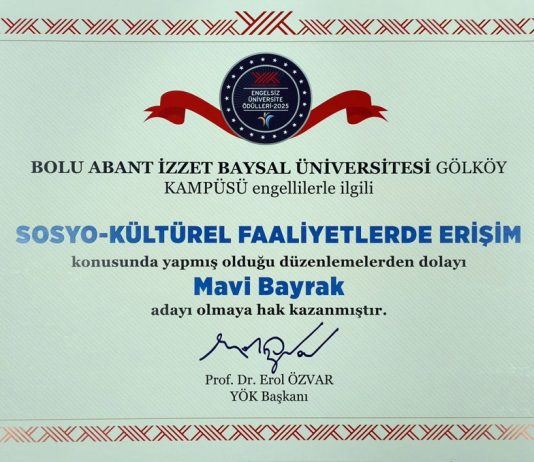 ENGELSİZ
ÜNİVERSİTE
ÖDÜLLERİ-2025
BOLU ABANT İZZET BAYSAL ÜNİVERSİTESİ GÖLKÖY
KAMPÜSÜ engellilerle ilgili
SOSYO-KÜLTÜREL FAALİYETLERDE ERİŞİM
konusunda yapmış olduğu düzenlemelerden dolayı
Mavi Bayrak
adayı olmaya hak kazanmıştır.
Prof. Dr. Erol ÖZVAR
YÖK Başkanı